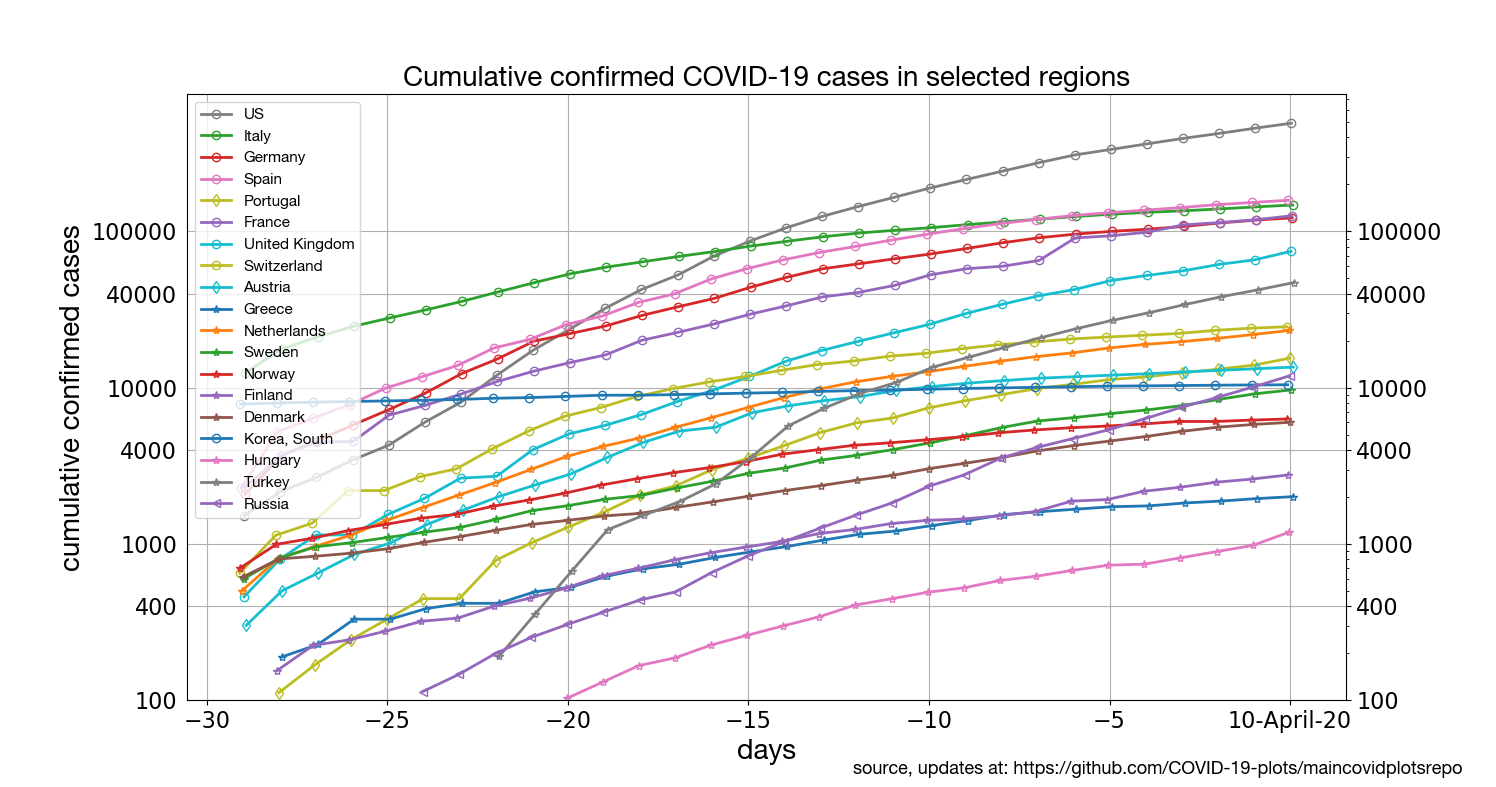 Cumulative confirmed COVID-19 cases in selected regions
US
Italy
Germany
Spain
Portugal
France
United Kingdom
Switzerland
Austria
Greece
Netherlands
Sweden
Norway
Finland
Denmark
Korea, South
Hungary
Turkey
Russia
cumulative confirmed cases
100000
40000
10000
4000
1000
400
100
100000
40000
10000
4000
1000
400
100
−30 −25 −20 −15 −10 −5 10-April-20
days
source, updates at: https://github.com/COVID-19-plots/maincovidplotsrepo